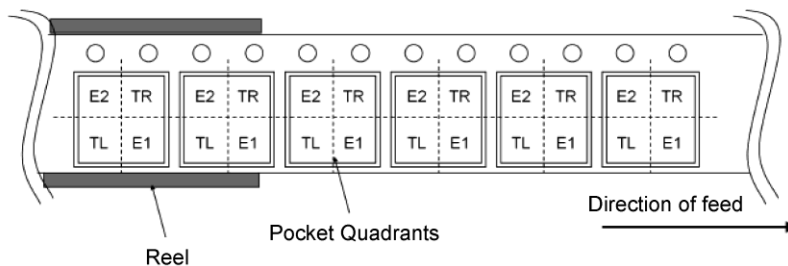 E2 TR E2 TR E2 TR E2 TR E2 TR E2 TR
TL E1 TL E1 TL E1 TL E1 TL E1 TL E1
Direction of feed
Pocket Quadrants
Reel